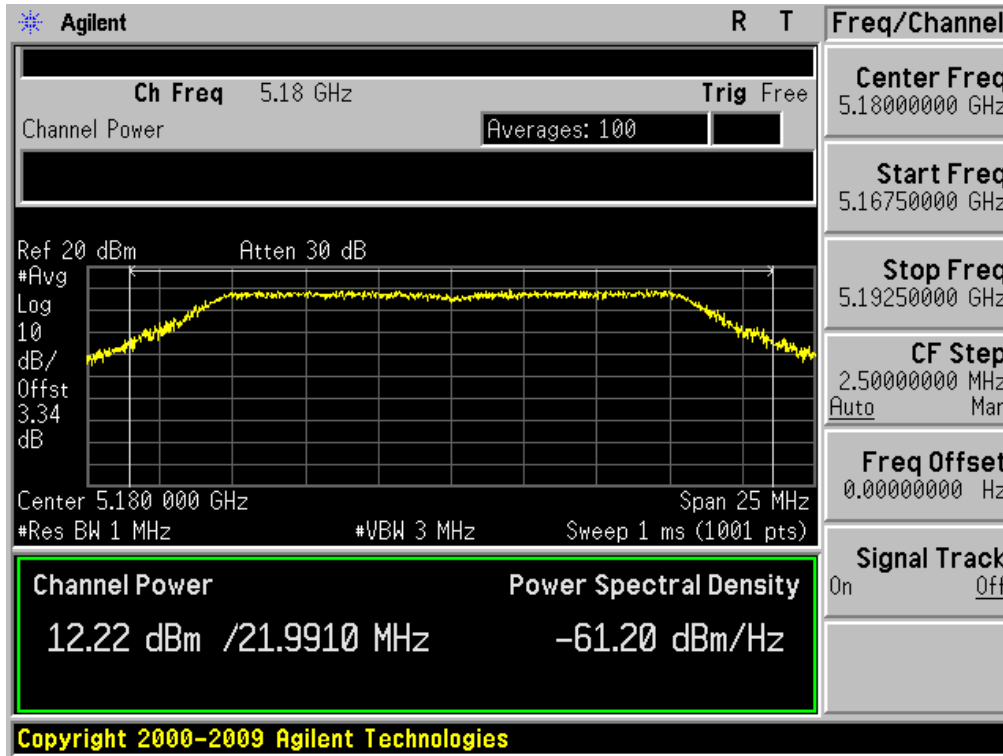 Agilent R T
Ch Freq 5.18 GHz Trig Free
Channel Power Averages: 100
Ref 20 dBm Atten 30 dB
#Avg
Log
10
dB/
Offst
3.34
dB
Center 5.180 000 GHz Span 25 MHz
#Res BW 1 MHz #VBW 3 MHz Sweep 1 ms (1001 pts)
Channel Power Power Spectral Density
12.22 dBm /21.9910 MHz -61.20 dBm/Hz
Copyright 2000-2009 Agilent Technologies
Freq/Channel
Center Freq
5.18000000 GHz
Start Freq
5.16750000 GHz
Stop Freq
5.19250000 GHz
CF Step
2.50000000 MHz
Auto Man
Freq Offset
0.00000000 Hz
Signal Track
On Off